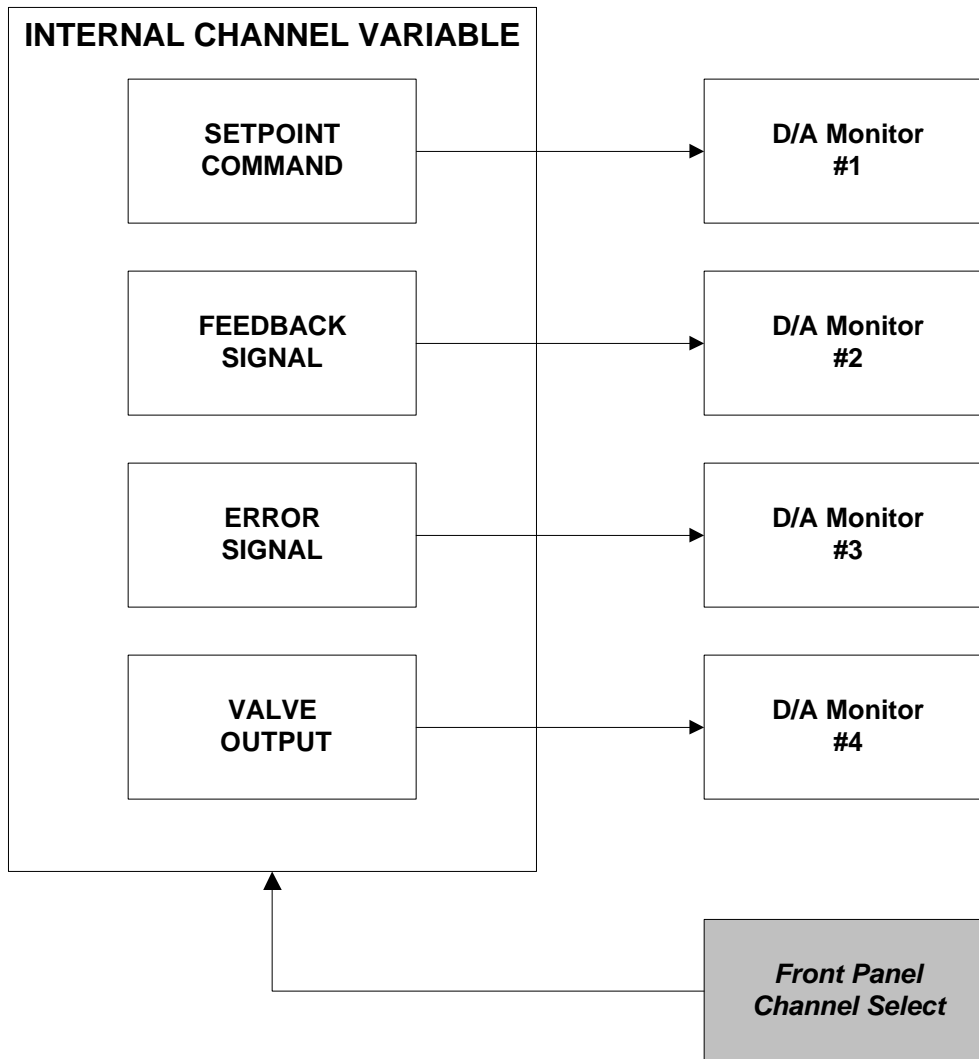 INTERNAL CHANNEL VARIABLE
SETPOINT
COMMAND
D/A Monitor
#1
FEEDBACK
SIGNAL
D/A Monitor
#2
ERROR
SIGNAL
D/A Monitor
#3
VALVE
OUTPUT
D/A Monitor
#4
Front Panel
Channel Select